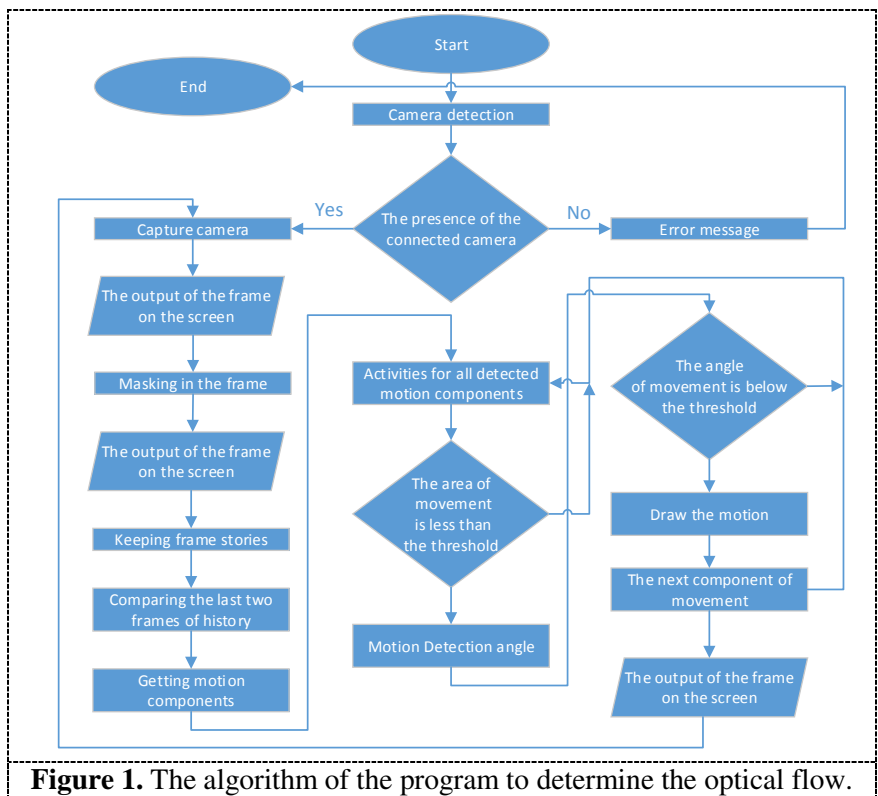 Start
End
Camera detection
The presence of the
connected camera
Yes
No
Capture camera
Error message
The output of the frame
on the screen
Masking in the frame
The output of the frame
on the screen
Keeping frame stories
Comparing the last two
frames of history
Getting motion
components
Activities for all detected
motion components
The area of
movement
is less than
the threshold
Motion Detection angle
The angle
of movement is below
the threshold
Draw the motion
The next component of
movement
The output of the frame
on the screen
Figure 1. The algorithm of the program to determine the optical flow.